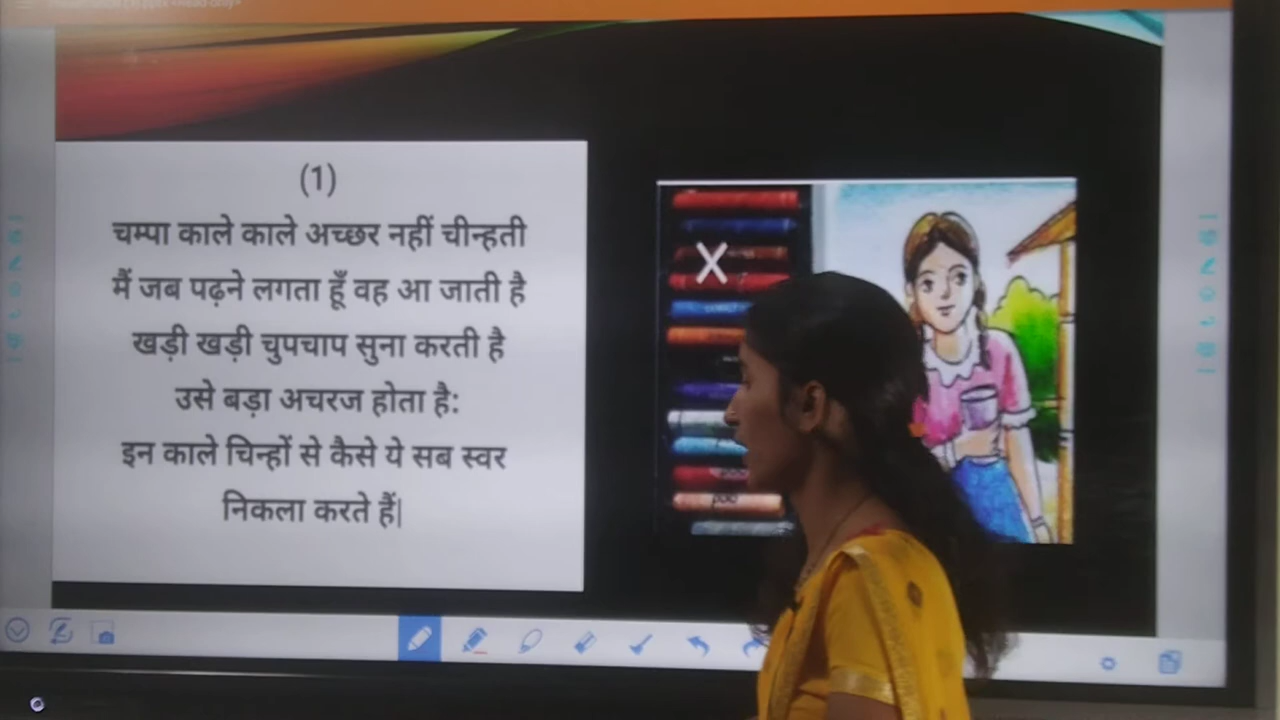 (1)
चम्पा काले काले अच्छर नहीं चीन्हती
मैं जब पढ़ने लगता हूँ वह आ जाती है
खड़ी खड़ी चुपचाप सुना करती है
उसे बड़ा अचरज होता है:
इन काले चिन्हों से कैसे ये सब स्वर
निकला करते हैं|